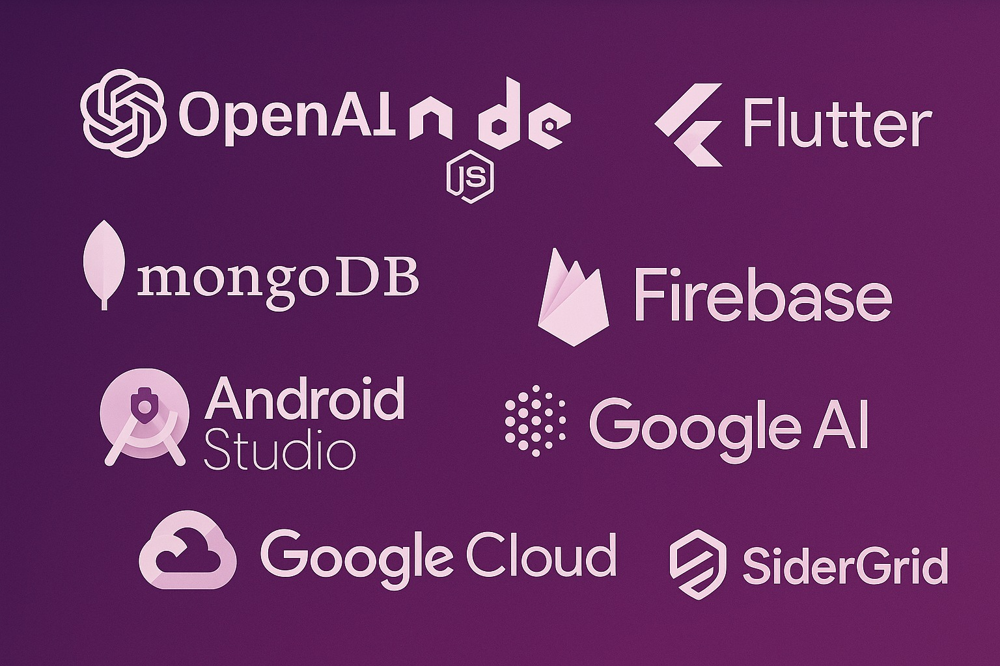 OpenAI
node
JS
Flutter
mongoDB
Firebase
Android
Studio
Google AI
Google Cloud
SiderGrid